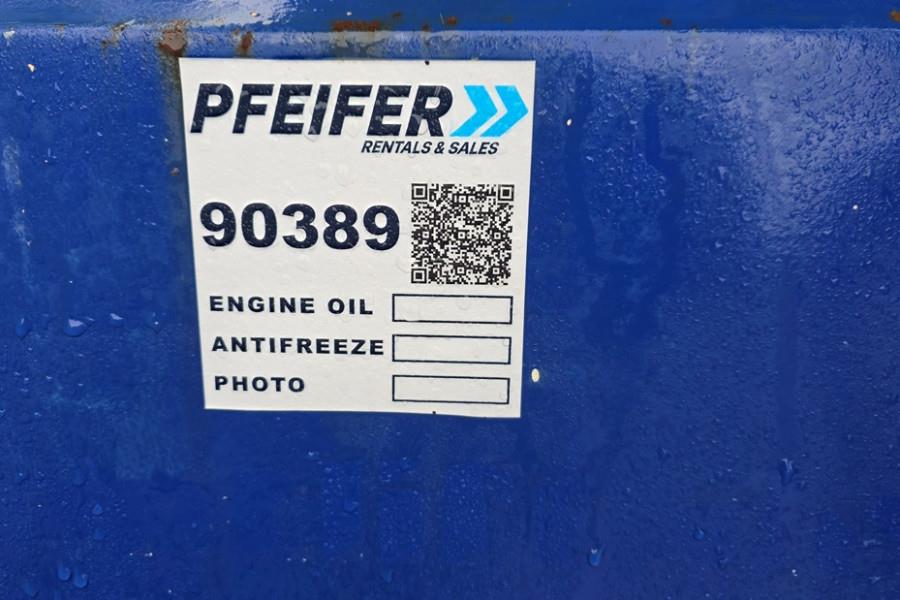 PFEIFER
RENTALS & SALES
90389
ENGINE OIL
ANTIFREEZE
PHOTO